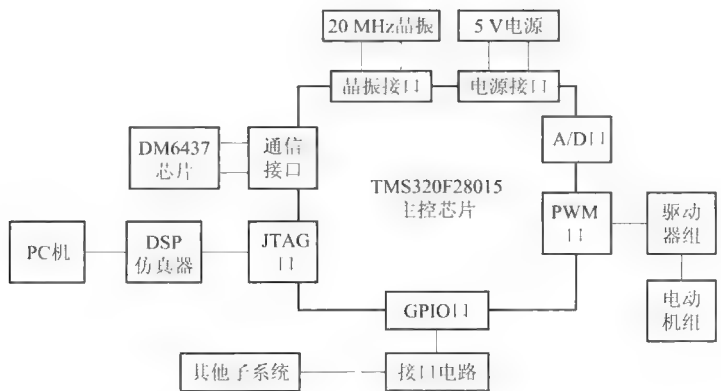 20 MHz晶振
5 V电源
晶振接口
电源接口
A/D口
DM6437
芯片
通信
接口
TMS320F28015
主控芯片
PWM
口
驱动
器组
PC机
DSP
仿真器
JTAG
口
电动
机组
GPIO口
其他子系统
接口电路